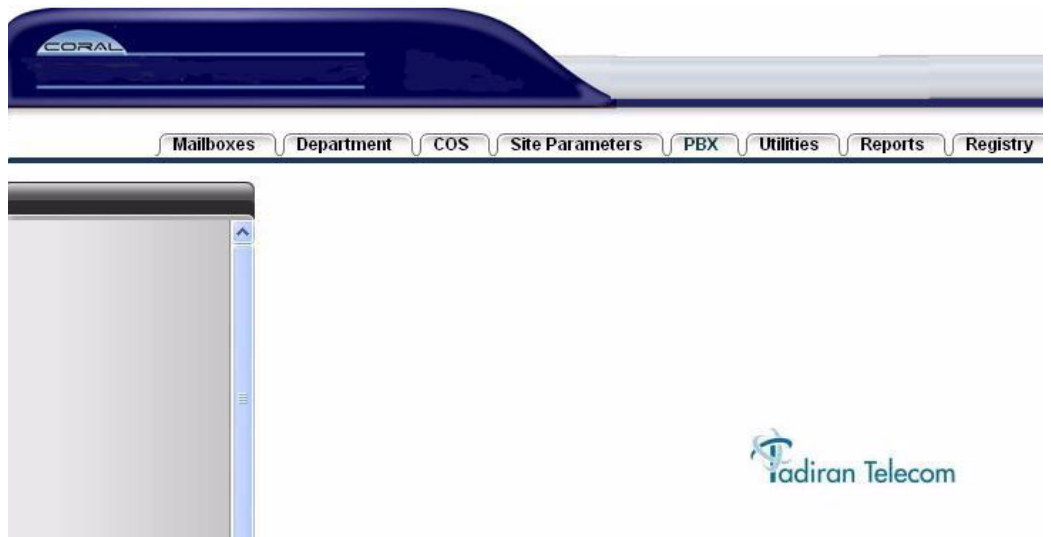 CORAL
Mailboxes Department COS Site Parameters PBX Utilities Reports Registry
Tadiran Telecom